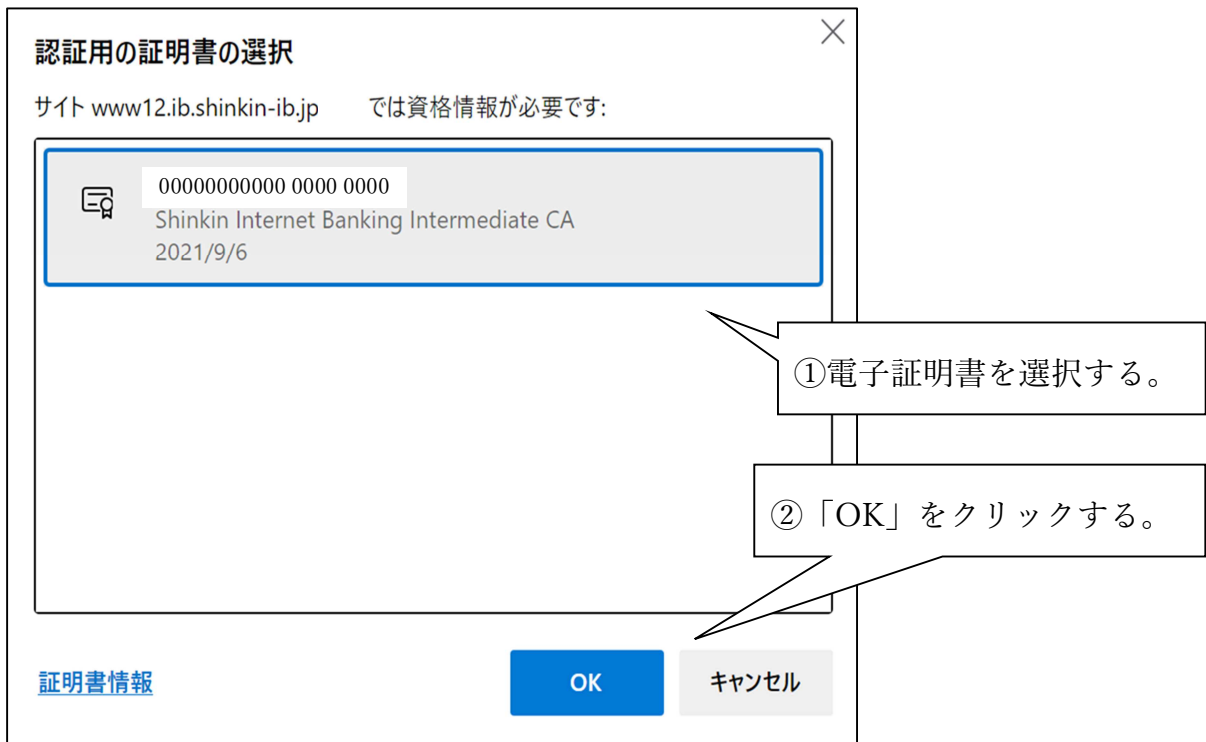 認証用の証明書の選択
サイト www12.ib.shinkin-ib.jp では資格情報が必要です:
00000000000 0000 0000
Shinkin Internet Banking Intermediate CA
2021/9/6
①電子証明書を選択する。
②「OK」をクリックする。
証明書情報 OK キャンセル